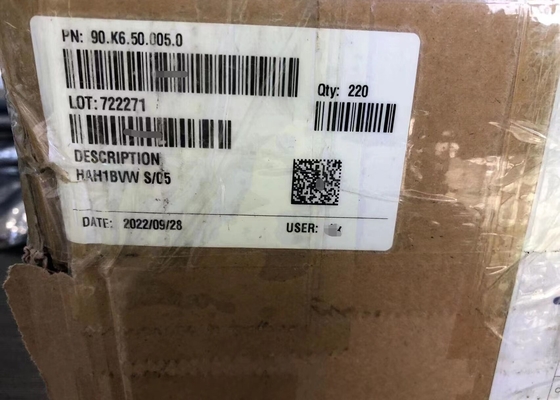 PN: 90.K6.50.005.0
Qty: 220
LOT: 722271
DESCRIPTION
HAH1BVW S/05
DATE: 2022/09/28
USER: